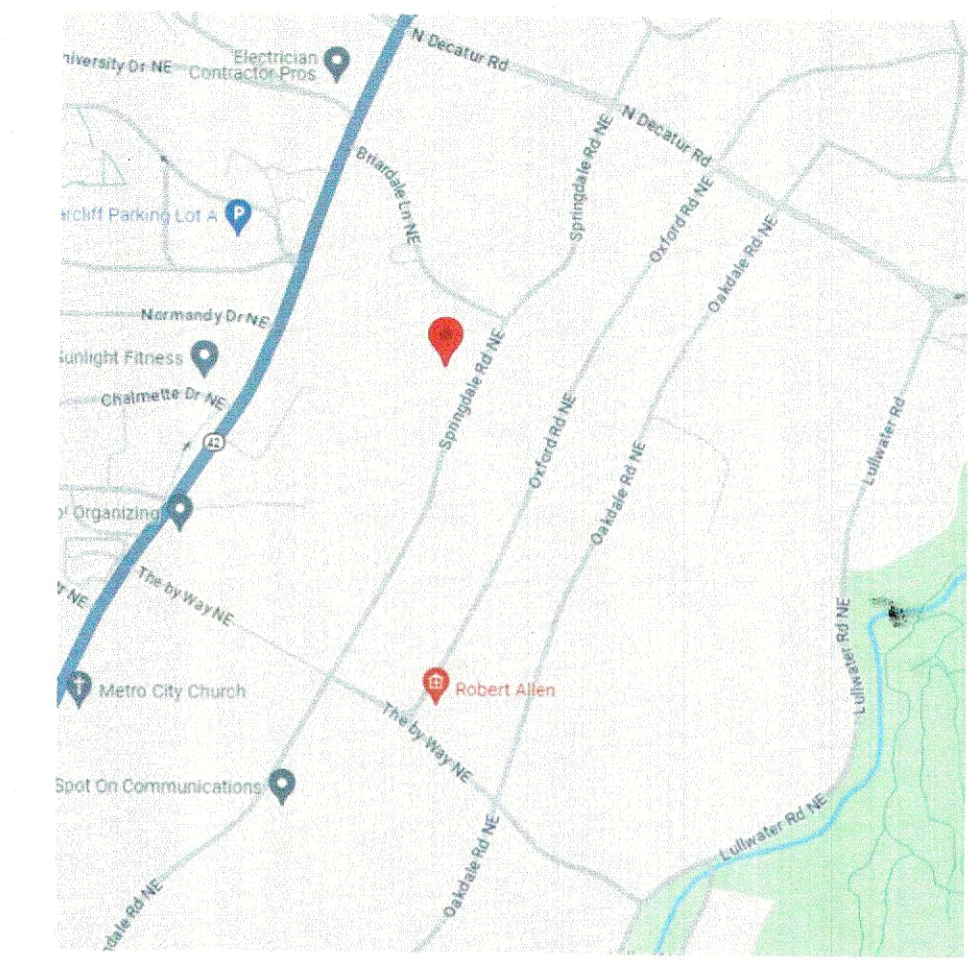 N Decatur Rd
Electrician
Contractor Pros
niversity Dr NE
N Decatur Rd
Springdale Rd NE
Briardale Ln NE
Oxford Rd NE
arcliff Parking Lot A
P
Oakdale Rd NE
Normandy Dr NE
unlight Fitness
Springdale Rd NE
Chalmette Dr NE
Oxford Rd NE
Lullwater Rd
42
Oakdale Rd NE
Organizing
The by Way NE
r NE
Lullwater Rd NE
Metro City Church
Robert Allen
The by Way NE
Spot On Communications
Lullwater Rd NE
Oakdale Rd NE
dale Rd NE